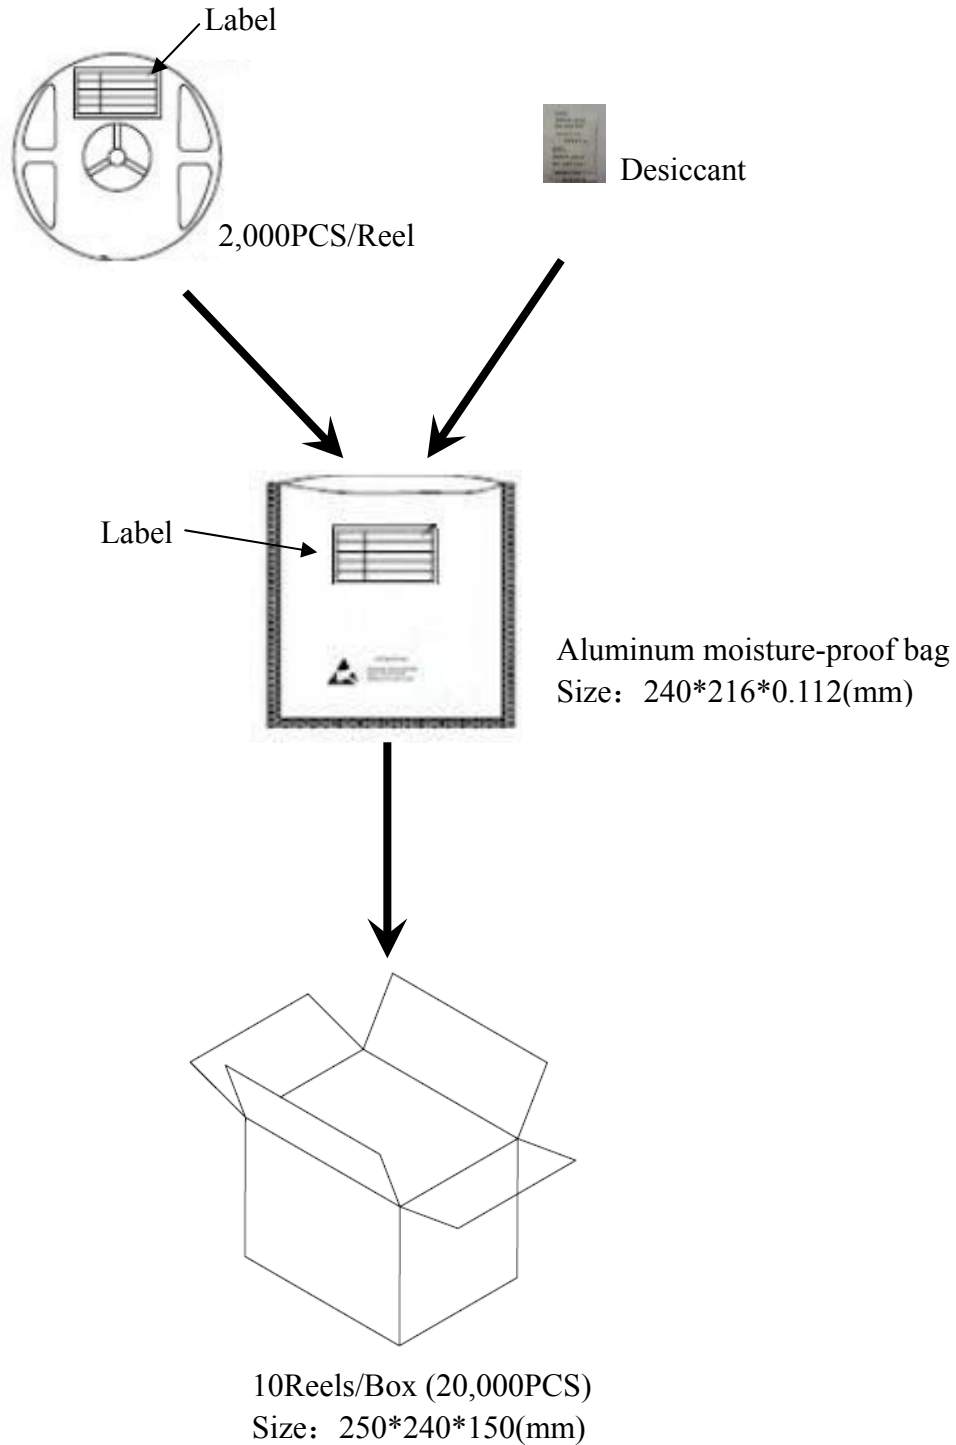 Label
Desiccant
2,000PCS/Reel
Label
Aluminum moisture-proof bag
Size：240*216*0.112(mm)
10Reels/Box (20,000PCS)
Size：250*240*150(mm)